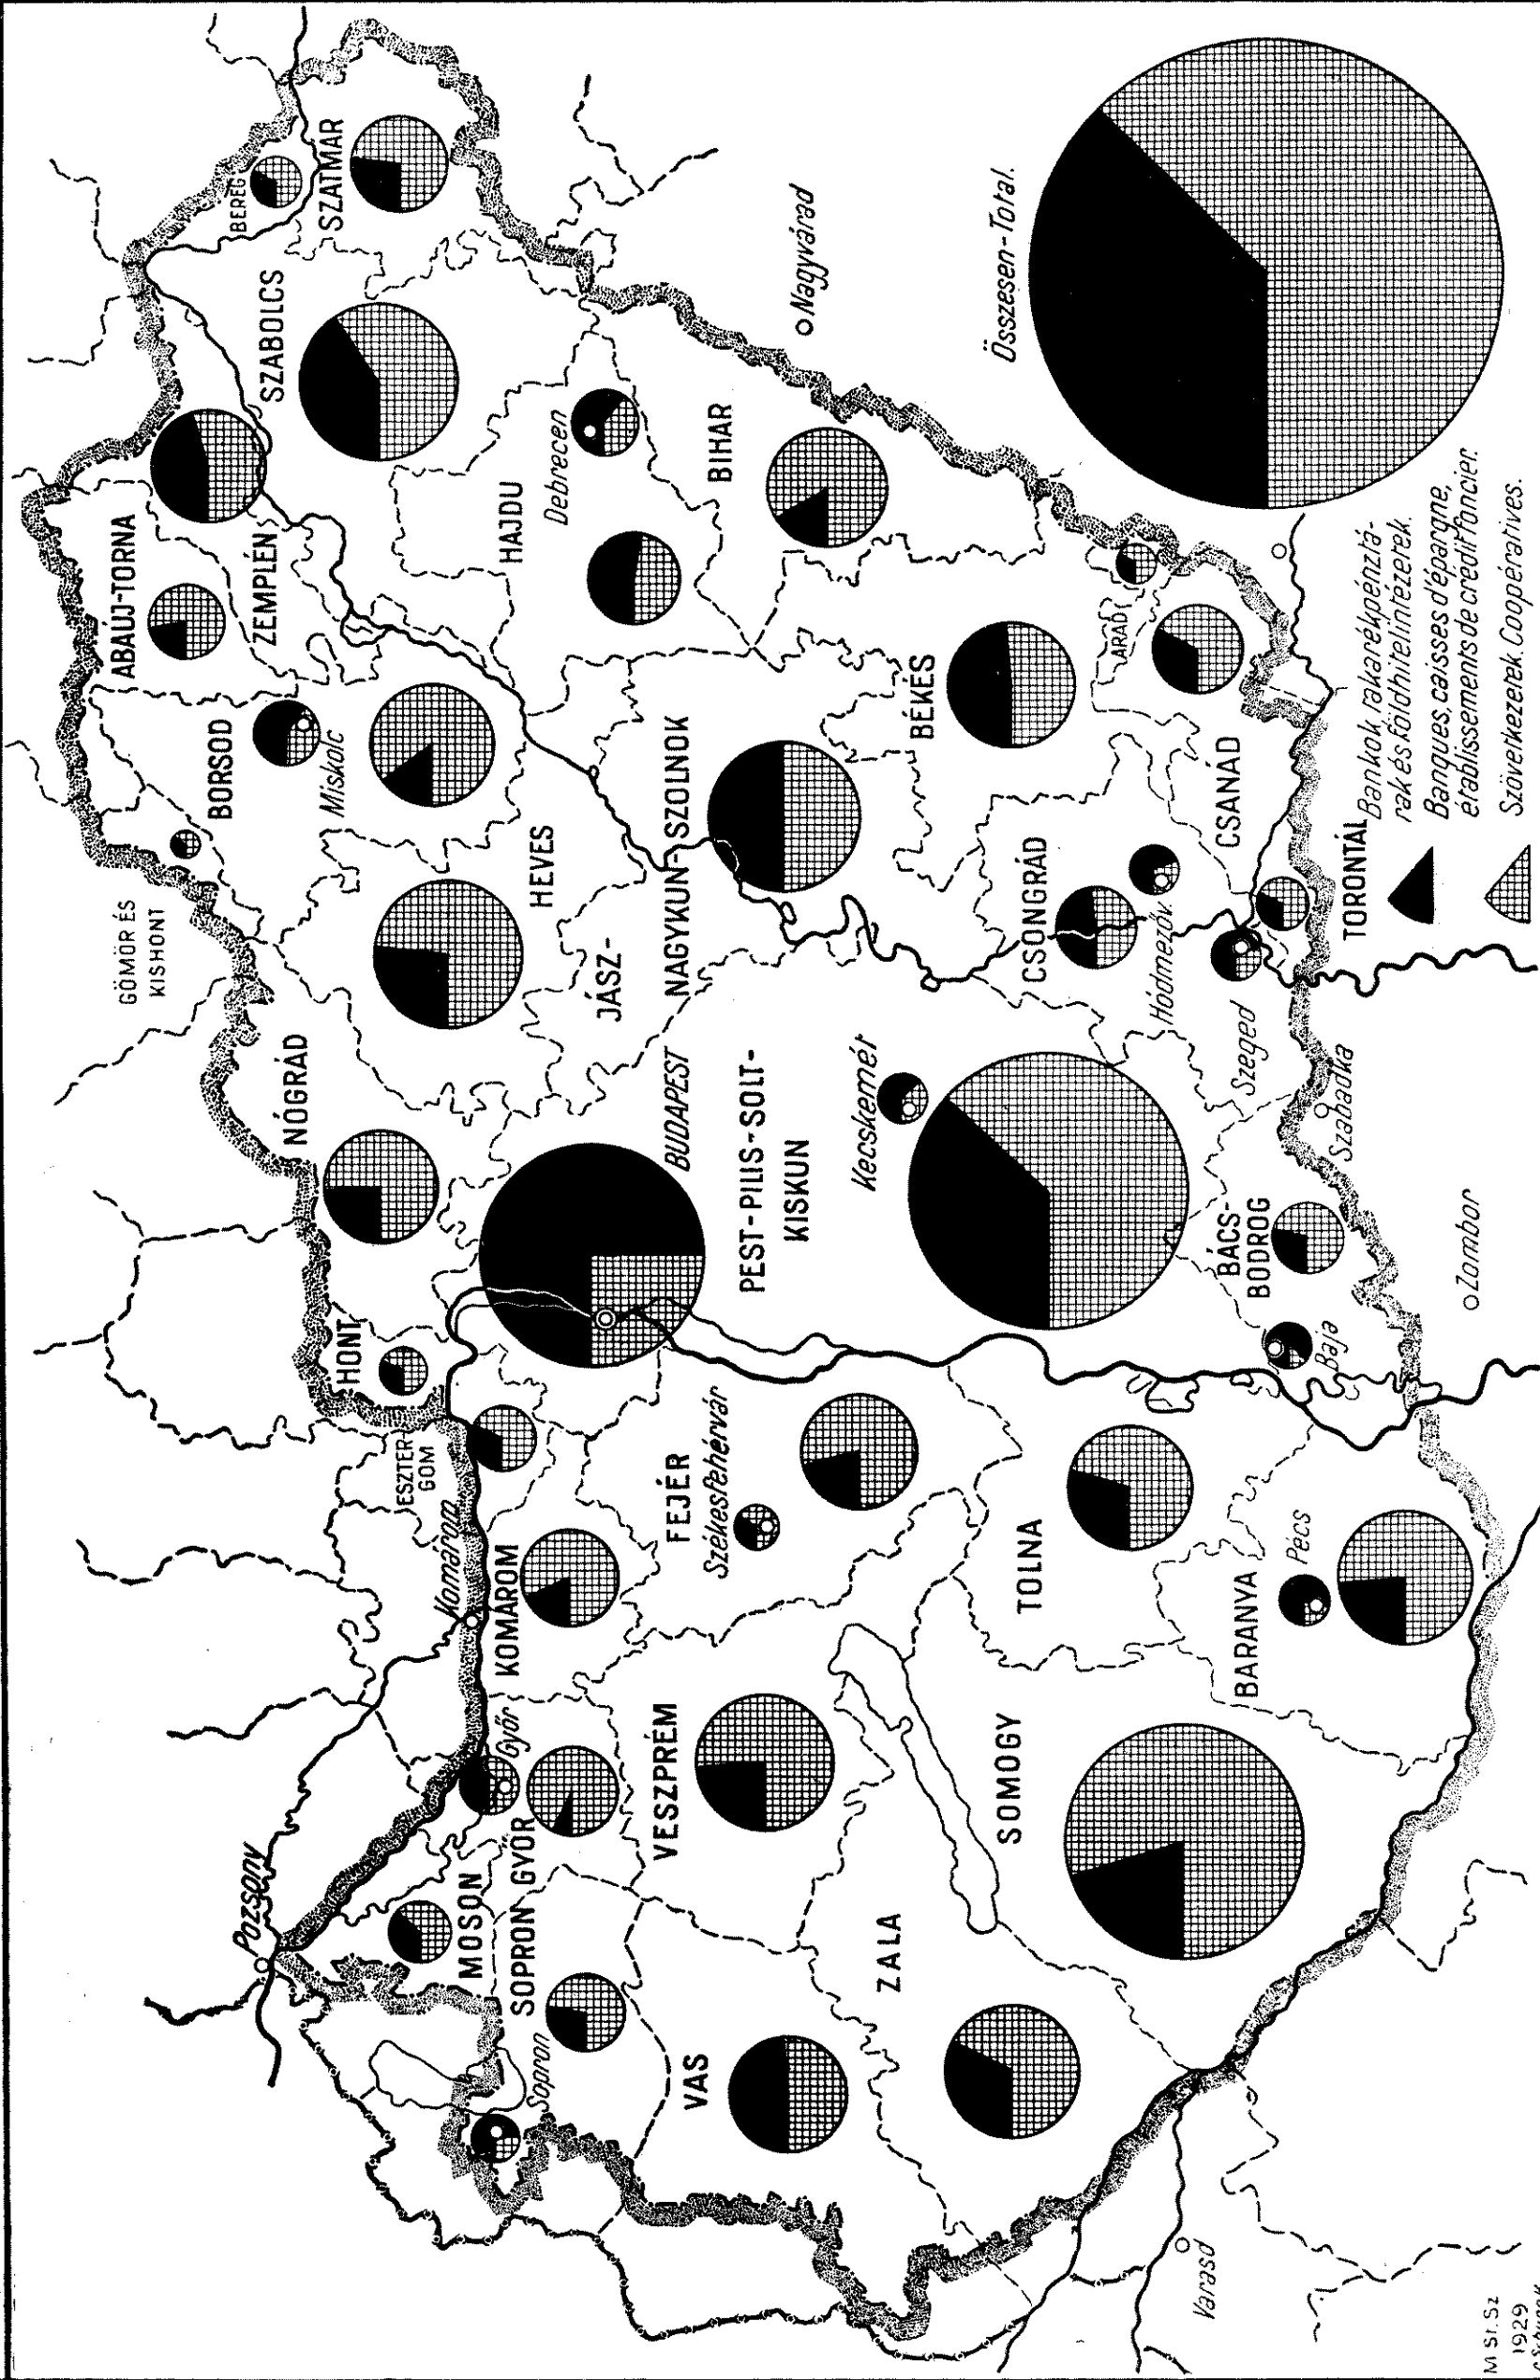 Pozsony
MOSON
SOPRON
Sopron
GYŐR
Győr
VAS
ZALA
Varasd
VESZPRÉM
SOMOGY
KOMÁROM
Komárom
ESZTER-
GOM
FEJÉR
Székesfehérvár
TOLNA
BARANYA
Pécs
HONT
NÓGRÁD
BUDAPEST
PEST-PILIS-SOLT-
KISKUN
Kecskemét
BÁCS-
BODROG
Baja
Zombor
Szabadka
GÖMÖR ÉS
KISHONT
BORSOD
Miskolc
HEVES
JÁSZ-
NAGYKUN-SZOLNOK
CSONGRÁD
Hódmezőv.
Szeged
CSANÁD
TORONTÁL
ARAD
BÉKÉS
ABAÚJ-TORNA
ZEMPLÉN
SZABOLCS
BEREG
SZATMÁR
HAJDU
Debrecen
BIHAR
Nagyvárad
Összesen-Total.
Bankok, takarékpénztá-
rak és földhitelintézetek.
Banques, caisses d'épargne,
établissements de crédit foncier.
Szövetkezetek. Coopératives.
M St. Sz
1929